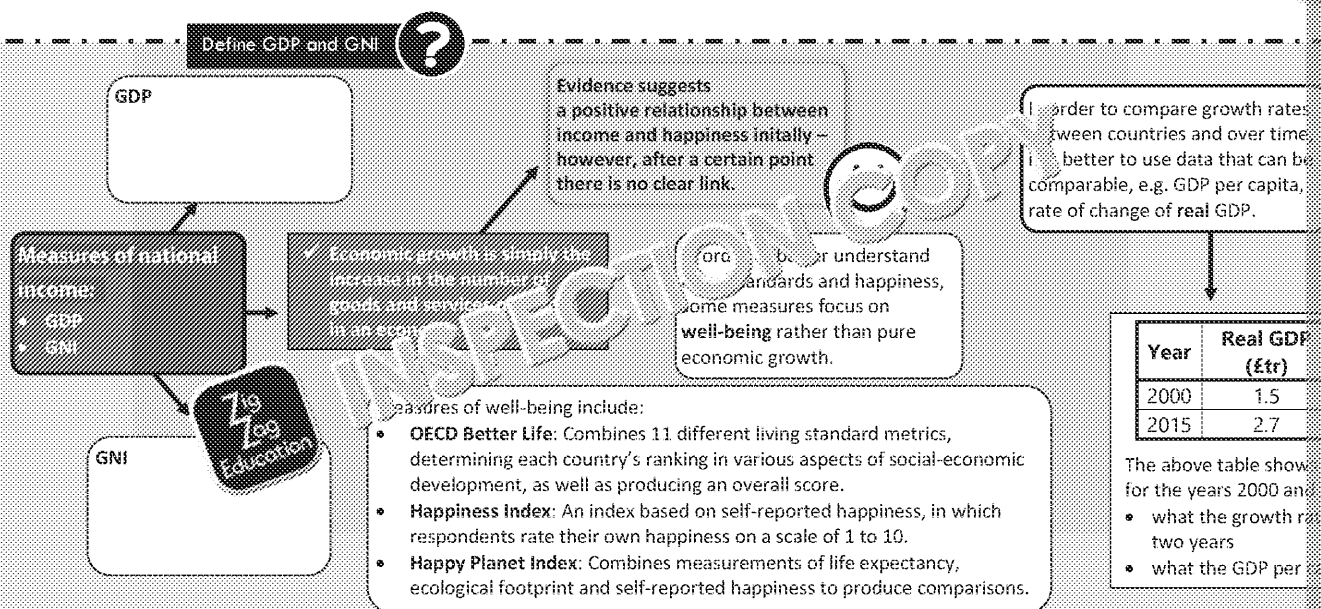 Define GDP and GNI
?
GDP
Evidence suggests
a positive relationship between
income and happiness initally –
however, after a certain point
there is no clear link.
order to compare growth rates
between countries and over time
better to use data that can be
comparable, e.g. GDP per capita,
rate of change of real GDP.
Measures of national
income:
• GDP
• GNI
✓ Economic growth is simply the
increase in the number of
goods and services
in an
understand
standards and happiness,
some measures focus on
well-being rather than pure
economic growth.
INSPECTION COPY
Zig
Zag
Education
GNI
Measures of well-being include:
• OECD Better Life: Combines 11 different living standard metrics,
determining each country's ranking in various aspects of social-economic
development, as well as producing an overall score.
• Happiness Index: An index based on self-reported happiness, in which
respondents rate their own happiness on a scale of 1 to 10.
• Happy Planet Index: Combines measurements of life expectancy,
ecological footprint and self-reported happiness to produce comparisons.
Year Real GDP
(£tr)
2000 1.5
2015 2.7
The above table show
for the years 2000 and
• what the growth
two years
• what the GDP per